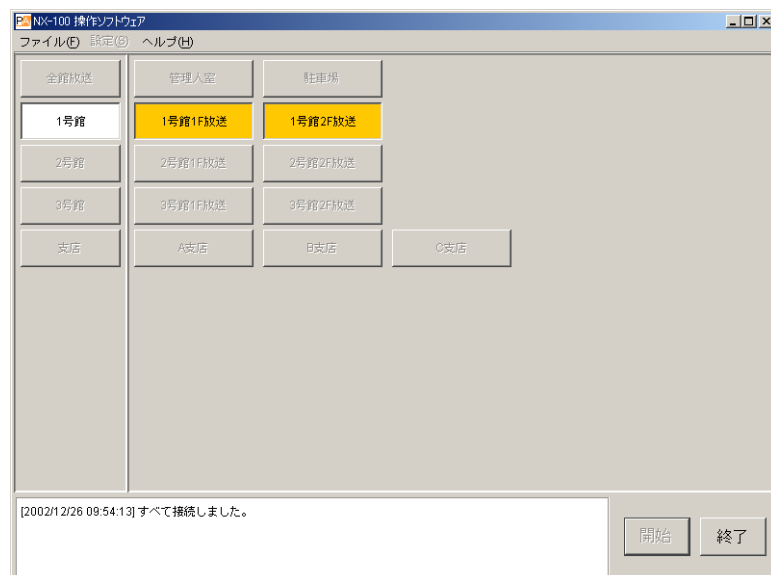 NX-100 操作ソフトウェア
ファイル(F) 設定(S) ヘルプ(H)
全館放送 管理人室 駐車場
1号館 1号館1F放送 1号館2F放送
2号館 2号館1F放送 2号館2F放送
3号館 3号館1F放送 3号館2F放送
支店 A支店 B支店 C支店
[2002/12/26 09:54:13] すべて接続しました。
開始 終了